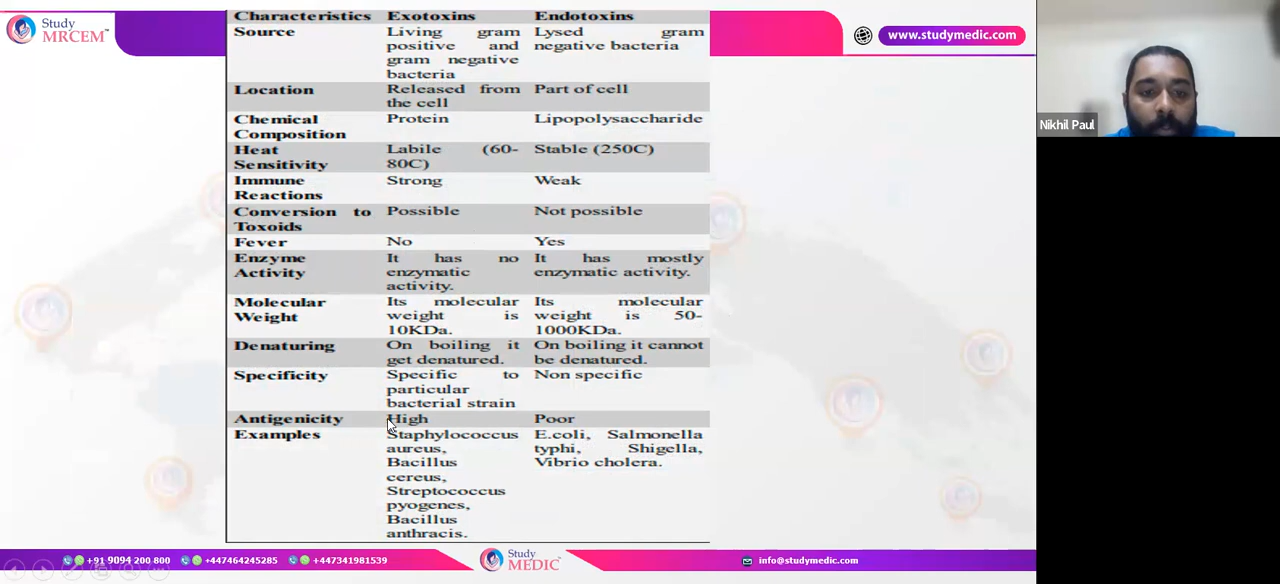 Study
MRCEM™
www.studymedic.com
Nikhil Paul
Characteristics Exotoxins Endotoxins
Source Living gram positive and gram negative bacteria Lysed gram negative bacteria
Location Released from the cell Part of cell
Chemical Composition Protein Lipopolysaccharide
Heat Sensitivity Labile (60-80C) Stable (250C)
Immune Reactions Strong Weak
Conversion to Toxoids Possible Not possible
Fever No Yes
Enzyme Activity It has no enzymatic activity. It has mostly enzymatic activity.
Molecular Weight Its molecular weight is 10KDa. Its molecular weight is 50-1000KDa.
Denaturing On boiling it get denatured. On boiling it cannot be denatured.
Specificity Specific to particular bacterial strain Non specific
Antigenicity High Poor
Examples Staphylococcus aureus, Bacillus cereus, Streptococcus pyogenes, Bacillus anthracis. E.coli, Salmonella typhi, Shigella, Vibrio cholera.
+91 9094 200 800 +447464245285 +447341981539
Study
MEDIC™
info@studymedic.com